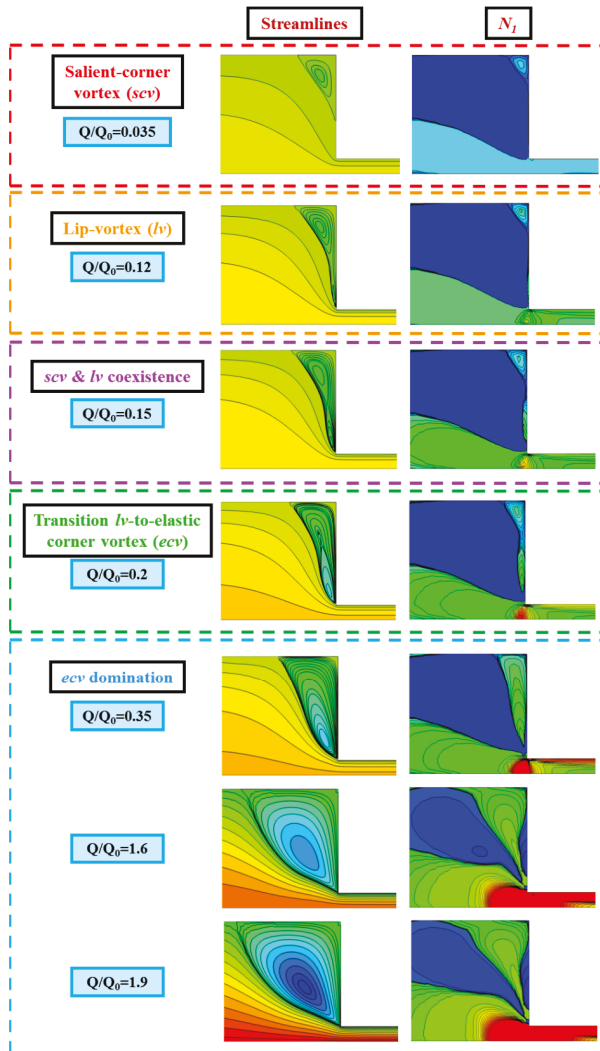 Streamlines
N₁
Salient-corner
vortex (scv)
Q/Q₀=0.035
Lip-vortex (lv)
Q/Q₀=0.12
scv & lv coexistence
Q/Q₀=0.15
Transition lv-to-elastic
corner vortex (ecv)
Q/Q₀=0.2
ecv domination
Q/Q₀=0.35
Q/Q₀=1.6
Q/Q₀=1.9